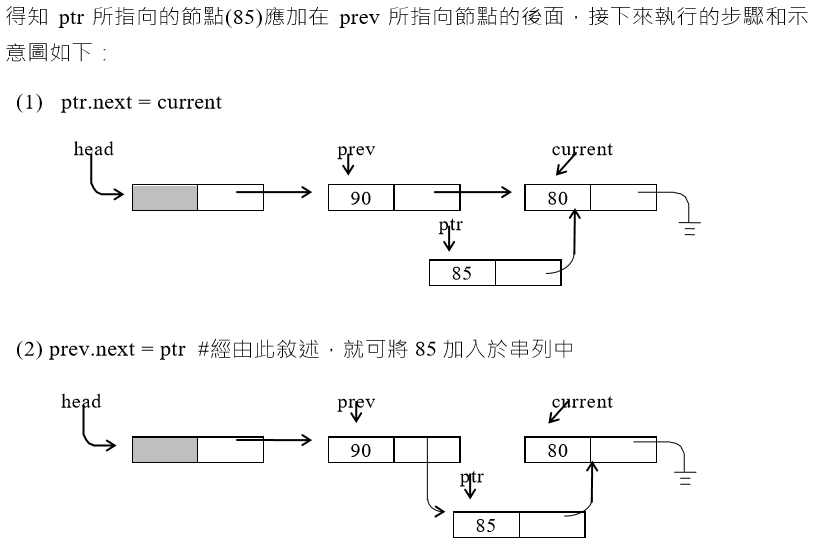 得知 ptr 所指向的節點(85)應加在 prev 所指向節點的後面，接下來執行的步驟和示
意圖如下：
(1) ptr.next = current
head prev current
90 80
ptr
85
(2) prev.next = ptr #經由此敘述，就可將 85 加入於串列中
head prev current
90 80
ptr
85